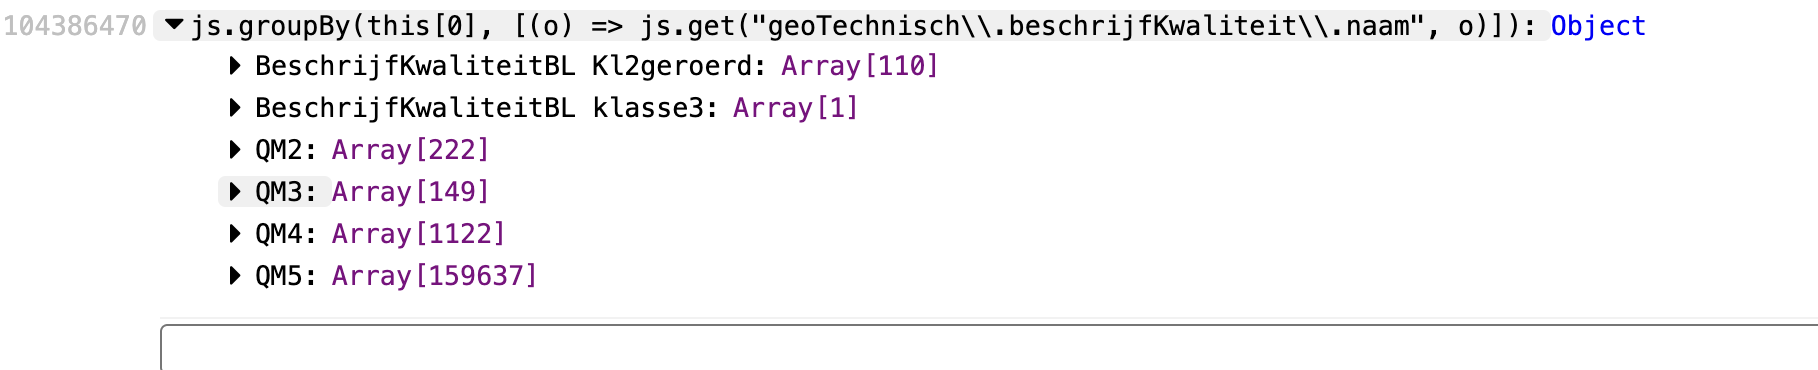 104386470 ▼js.groupBy(this[0], [(o) => js.get("geoTechnisch\\.beschrijfKwaliteit\\.naam", o)]): Object
▶ BeschrijfKwaliteitBL Kl2geroerd: Array[110]
▶ BeschrijfKwaliteitBL klasse3: Array[1]
▶ QM2: Array[222]
▶ QM3: Array[149]
▶ QM4: Array[1122]
▶ QM5: Array[159637]